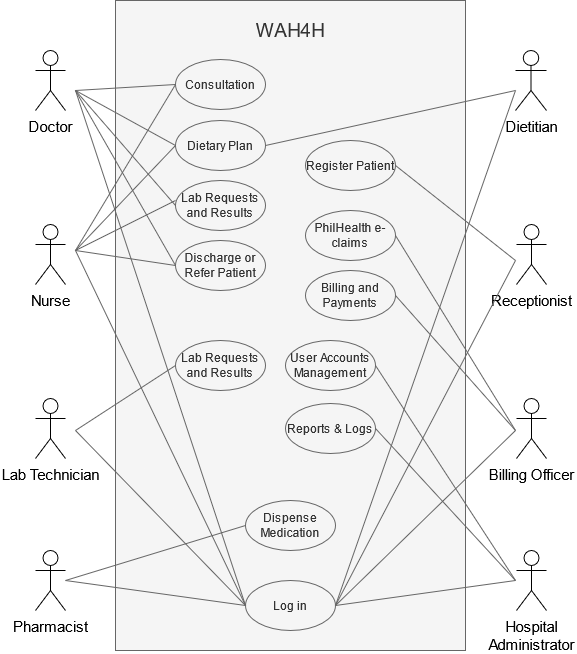 WAH4H
Doctor
Consultation
Dietitian
Dietary Plan
Register Patient
Lab Requests
and Results
Nurse
Discharge or
Refer Patient
PhilHealth e-
claims
Receptionist
Billing and
Payments
Lab Requests
and Results
User Accounts
Management
Reports & Logs
Lab Technician
Billing Officer
Dispense
Medication
Pharmacist
Log in
Hospital
Administrator